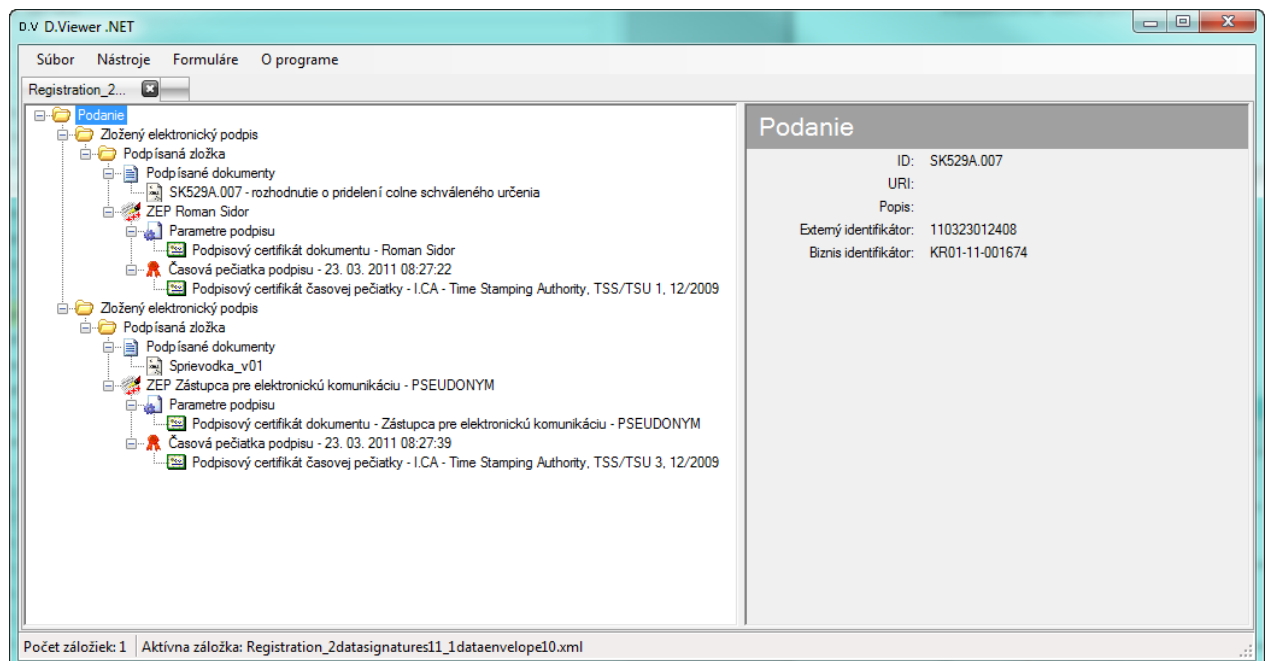 D.V D.Viewer .NET
Súbor Nástroje Formuláre O programe
Registration_2...
Podanie
Zložený elektronický podpis
Podpísaná zložka
Podpísané dokumenty
SK529A.007 - rozhodnutie o pridelení colne schváleného určenia
ZEP Roman Sidor
Parametre podpisu
Podpisový certifikát dokumentu - Roman Sidor
Časová pečiatka podpisu - 23. 03. 2011 08:27:22
Podpisový certifikát časovej pečiatky - I.CA - Time Stamping Authority, TSS/TSU 1, 12/2009
Zložený elektronický podpis
Podpísaná zložka
Podpísané dokumenty
Sprievodka_v01
ZEP Zástupca pre elektronickú komunikáciu - PSEUDONYM
Parametre podpisu
Podpisový certifikát dokumentu - Zástupca pre elektronickú komunikáciu - PSEUDONYM
Časová pečiatka podpisu - 23. 03. 2011 08:27:39
Podpisový certifikát časovej pečiatky - I.CA - Time Stamping Authority, TSS/TSU 3, 12/2009
Podanie
ID: SK529A.007
URI:
Popis:
Externý identifikátor: 110323012408
Biznis identifikátor: KR01-11-001674
Počet záložiek: 1 Aktívna záložka: Registration_2datasignatures11_1dataenvelope10.xml